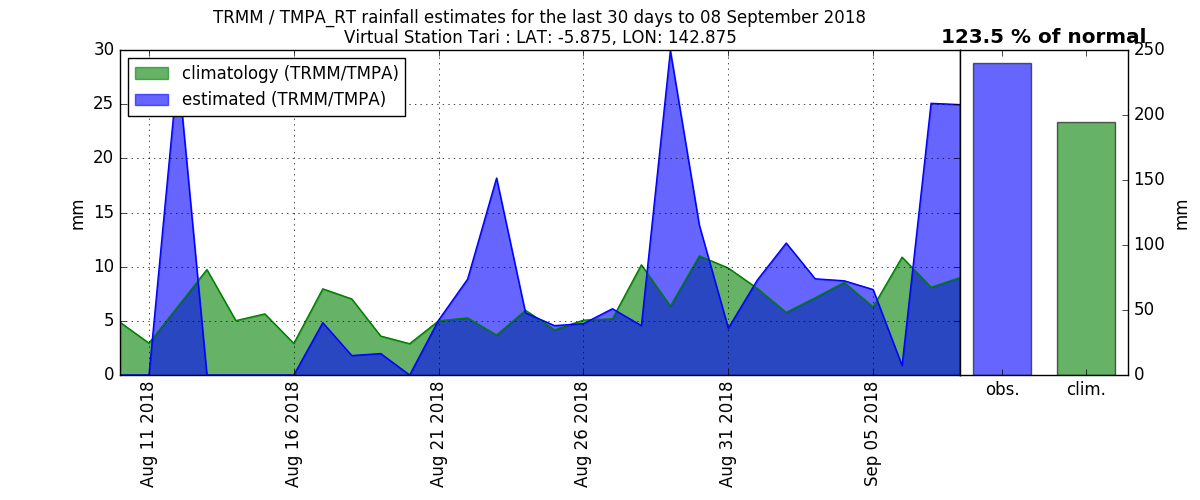 TRMM / TMPA_RT rainfall estimates for the last 30 days to 08 September 2018
Virtual Station Tari : LAT: -5.875, LON: 142.875
123.5 % of normal
climatology (TRMM/TMPA)
estimated (TRMM/TMPA)
30
25
20
15
10
5
0
mm
Aug 11 2018
Aug 16 2018
Aug 21 2018
Aug 26 2018
Aug 31 2018
Sep 05 2018
obs.
clim.
250
200
150
100
50
0
mm